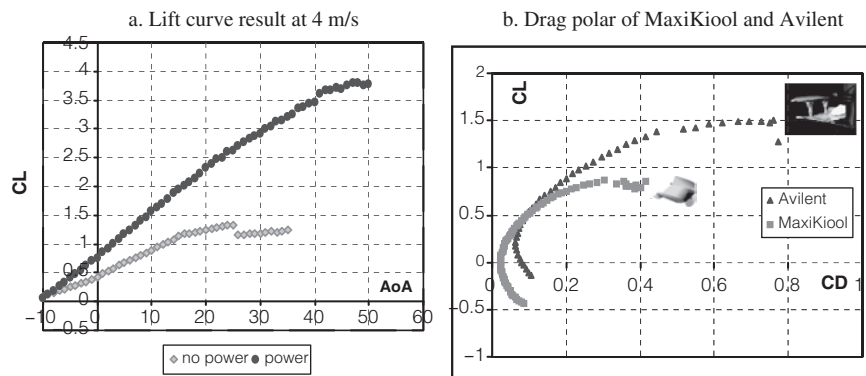 a. Lift curve result at 4 m/s
4.5
4
3.5
3
2.5
2
1.5
1
0.5
0
0.5
CL
AoA
−10 0 10 20 30 40 50 60
no power power
b. Drag polar of MaxiKiool and Avilent
CL
2
1.5
1
0.5
0
−0.5
−1
0 0.2 0.4 0.6 0.8 1
CD
Avilent
MaxiKiool